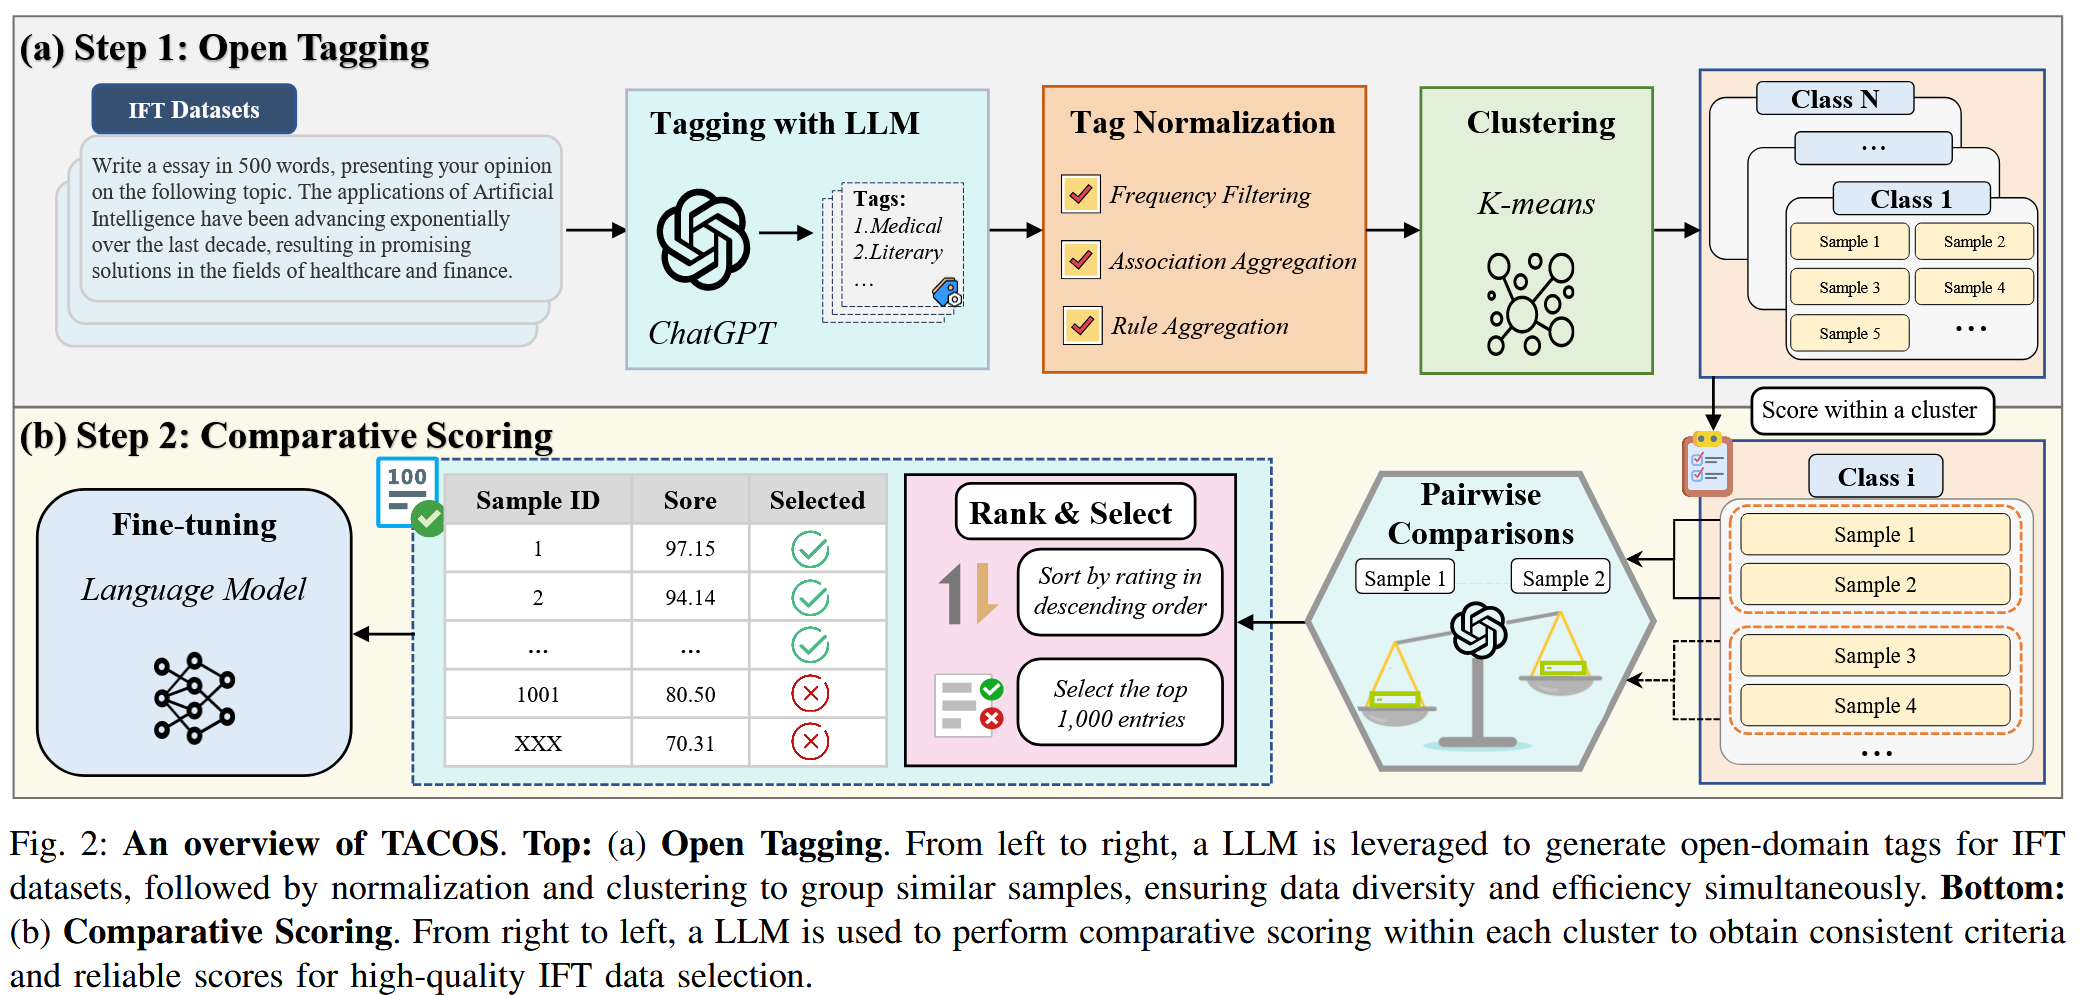 (a) Step 1: Open Tagging
IFT Datasets
Write a essay in 500 words, presenting your opinion
on the following topic. The applications of Artificial
Intelligence have been advancing exponentially
over the last decade, resulting in promising
solutions in the fields of healthcare and finance.
Tagging with LLM
ChatGPT
Tags:
1.Medical
2.Literary
...
Tag Normalization
Frequency Filtering
Association Aggregation
Rule Aggregation
Clustering
K-means
Class N
...
Class 1
Sample 1
Sample 2
Sample 3
Sample 4
Sample 5
...
Score within a cluster
(b) Step 2: Comparative Scoring
Class i
Sample 1
Sample 2
Sample 3
Sample 4
...
Pairwise
Comparisons
Sample 1
Sample 2
Rank & Select
Sort by rating in
descending order
Select the top
1,000 entries
100
Sample ID Sore Selected
1 97.15
2 94.14
... ...
1001 80.50
XXX 70.31
Fine-tuning
Language Model
Fig. 2: An overview of TACOS. Top: (a) Open Tagging. From left to right, a LLM is leveraged to generate open-domain tags for IFT
datasets, followed by normalization and clustering to group similar samples, ensuring data diversity and efficiency simultaneously. Bottom:
(b) Comparative Scoring. From right to left, a LLM is used to perform comparative scoring within each cluster to obtain consistent criteria
and reliable scores for high-quality IFT data selection.